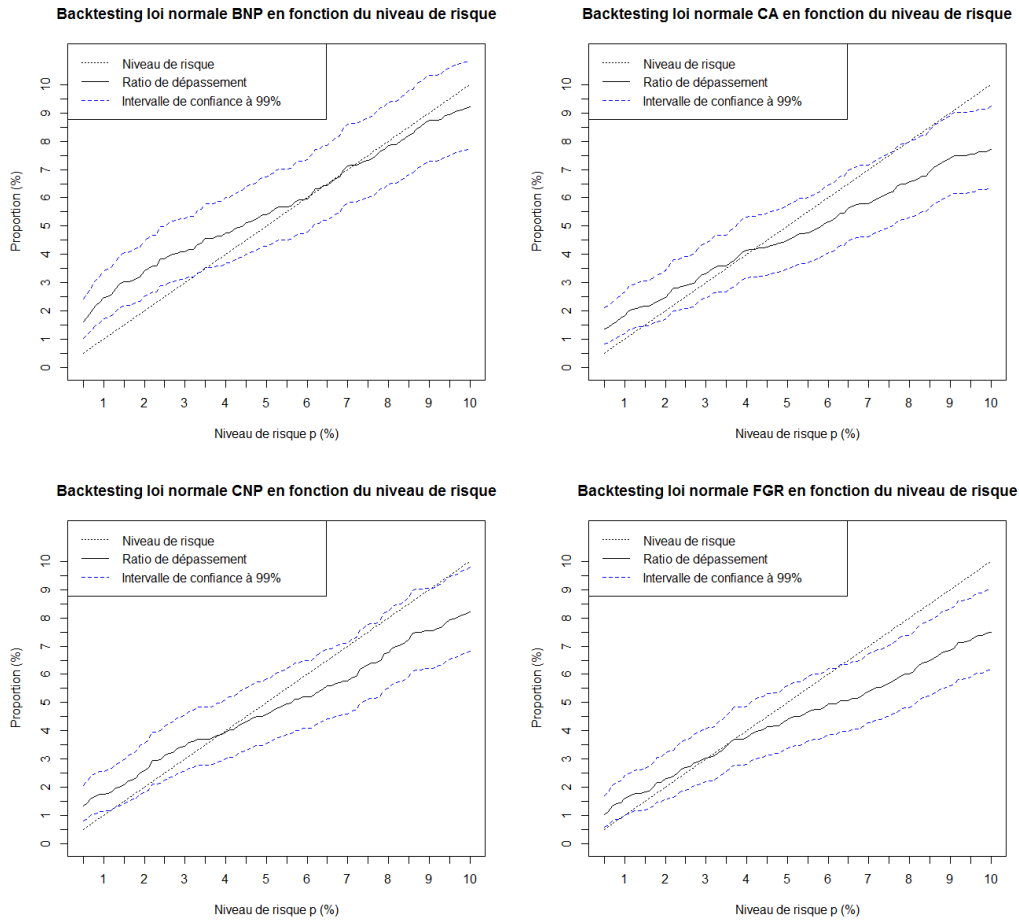 Backtesting loi normale BNP en fonction du niveau de risque
Niveau de risque
Ratio de dépassement
Intervalle de confiance à 99%
Proportion (%)
0 1 2 3 4 5 6 7 8 9 10
1 2 3 4 5 6 7 8 9 10
Niveau de risque p (%)
Backtesting loi normale CA en fonction du niveau de risque
Niveau de risque
Ratio de dépassement
Intervalle de confiance à 99%
Proportion (%)
0 1 2 3 4 5 6 7 8 9 10
1 2 3 4 5 6 7 8 9 10
Niveau de risque p (%)
Backtesting loi normale CNP en fonction du niveau de risque
Niveau de risque
Ratio de dépassement
Intervalle de confiance à 99%
Proportion (%)
0 1 2 3 4 5 6 7 8 9 10
1 2 3 4 5 6 7 8 9 10
Niveau de risque p (%)
Backtesting loi normale FGR en fonction du niveau de risque
Niveau de risque
Ratio de dépassement
Intervalle de confiance à 99%
Proportion (%)
0 1 2 3 4 5 6 7 8 9 10
1 2 3 4 5 6 7 8 9 10
Niveau de risque p (%)